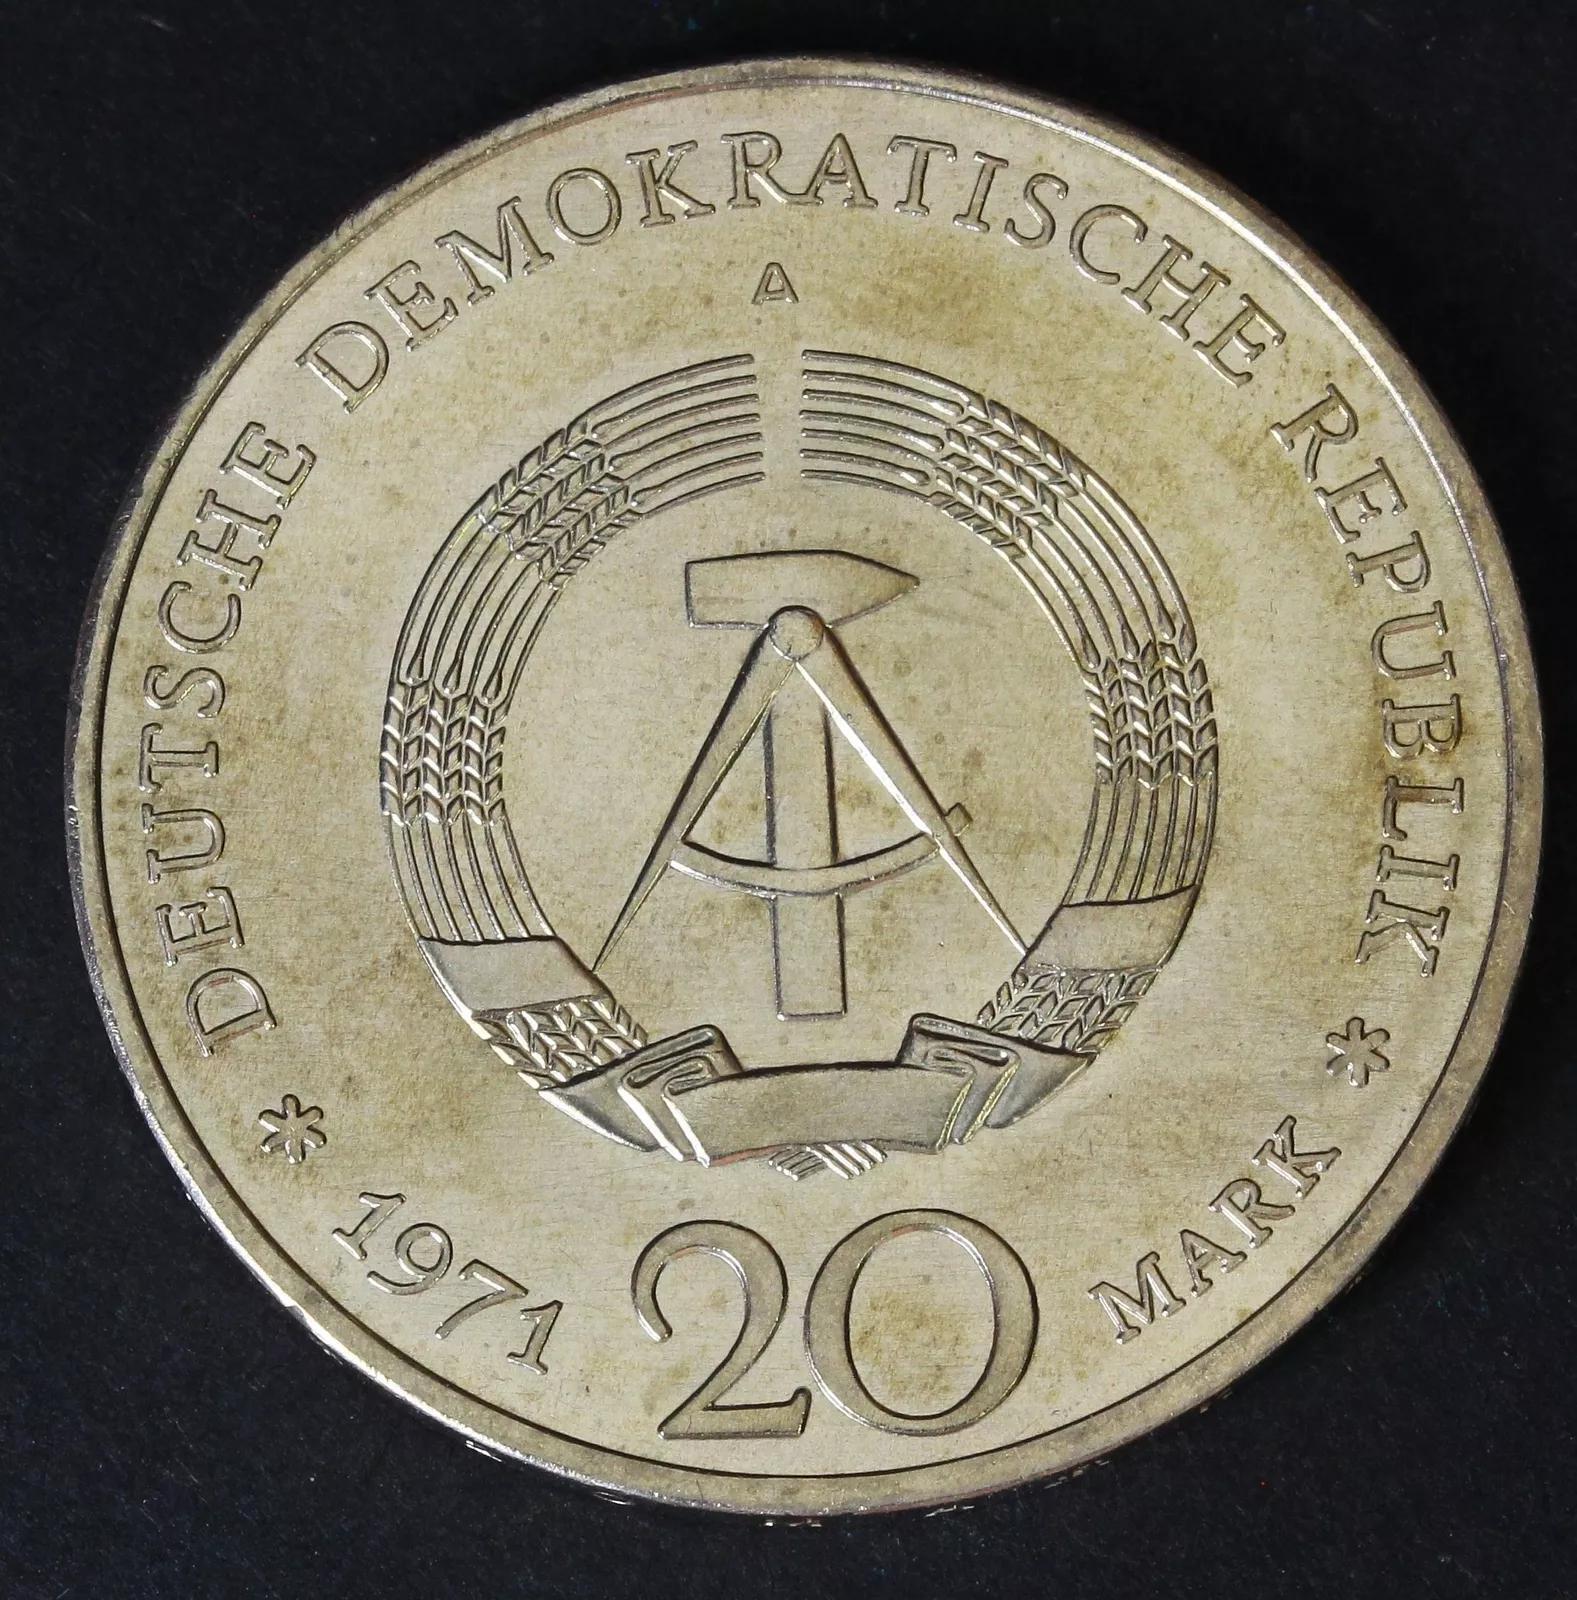 DEUTSCHE DEMOKRATISCHE REPUBLIK
A
* 1971 20 MARK *